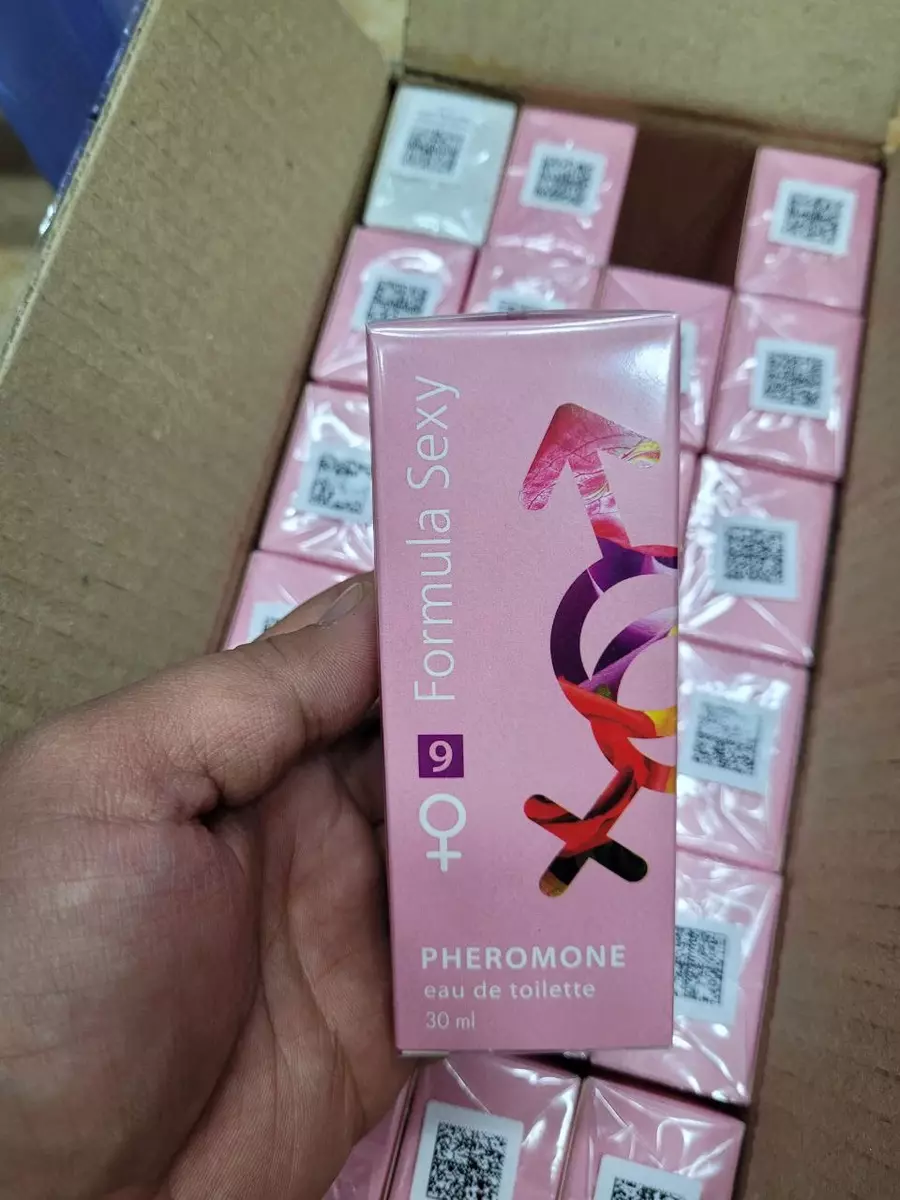 Formula Sexy
9
PHEROMONE
eau de toilette
30 ml